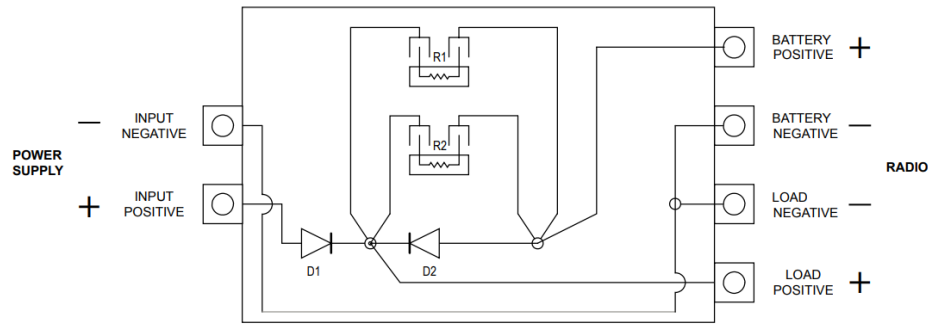 R1
BATTERY
POSITIVE
+
−
INPUT
NEGATIVE
R2
BATTERY
NEGATIVE
−
POWER
SUPPLY
RADIO
+
INPUT
POSITIVE
LOAD
NEGATIVE
−
D1
D2
LOAD
POSITIVE
+